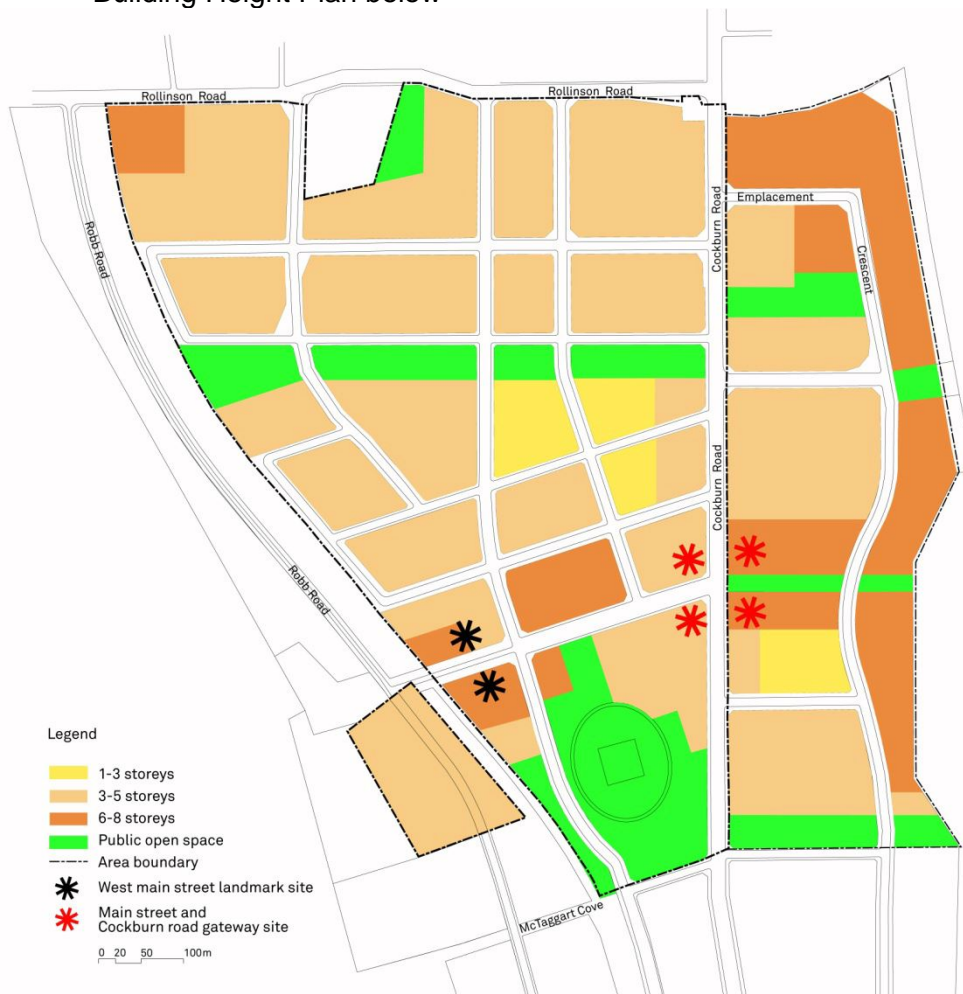 Building Height Plan below
Rollinson Road
Rollinson Road
Emplacement
Crescent
Cockburn Road
Robb Road
Cockburn Road
Robb Road
McTaggart Cove
Legend
1-3 storeys
3-5 storeys
6-8 storeys
Public open space
Area boundary
West main street landmark site
Main street and
Cockburn road gateway site
0 20 50 100m